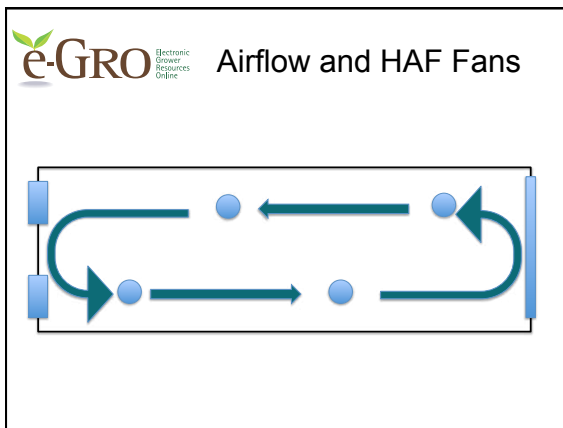 e-GRO
Electronic
Grower
Resources
Online
Airflow and HAF Fans